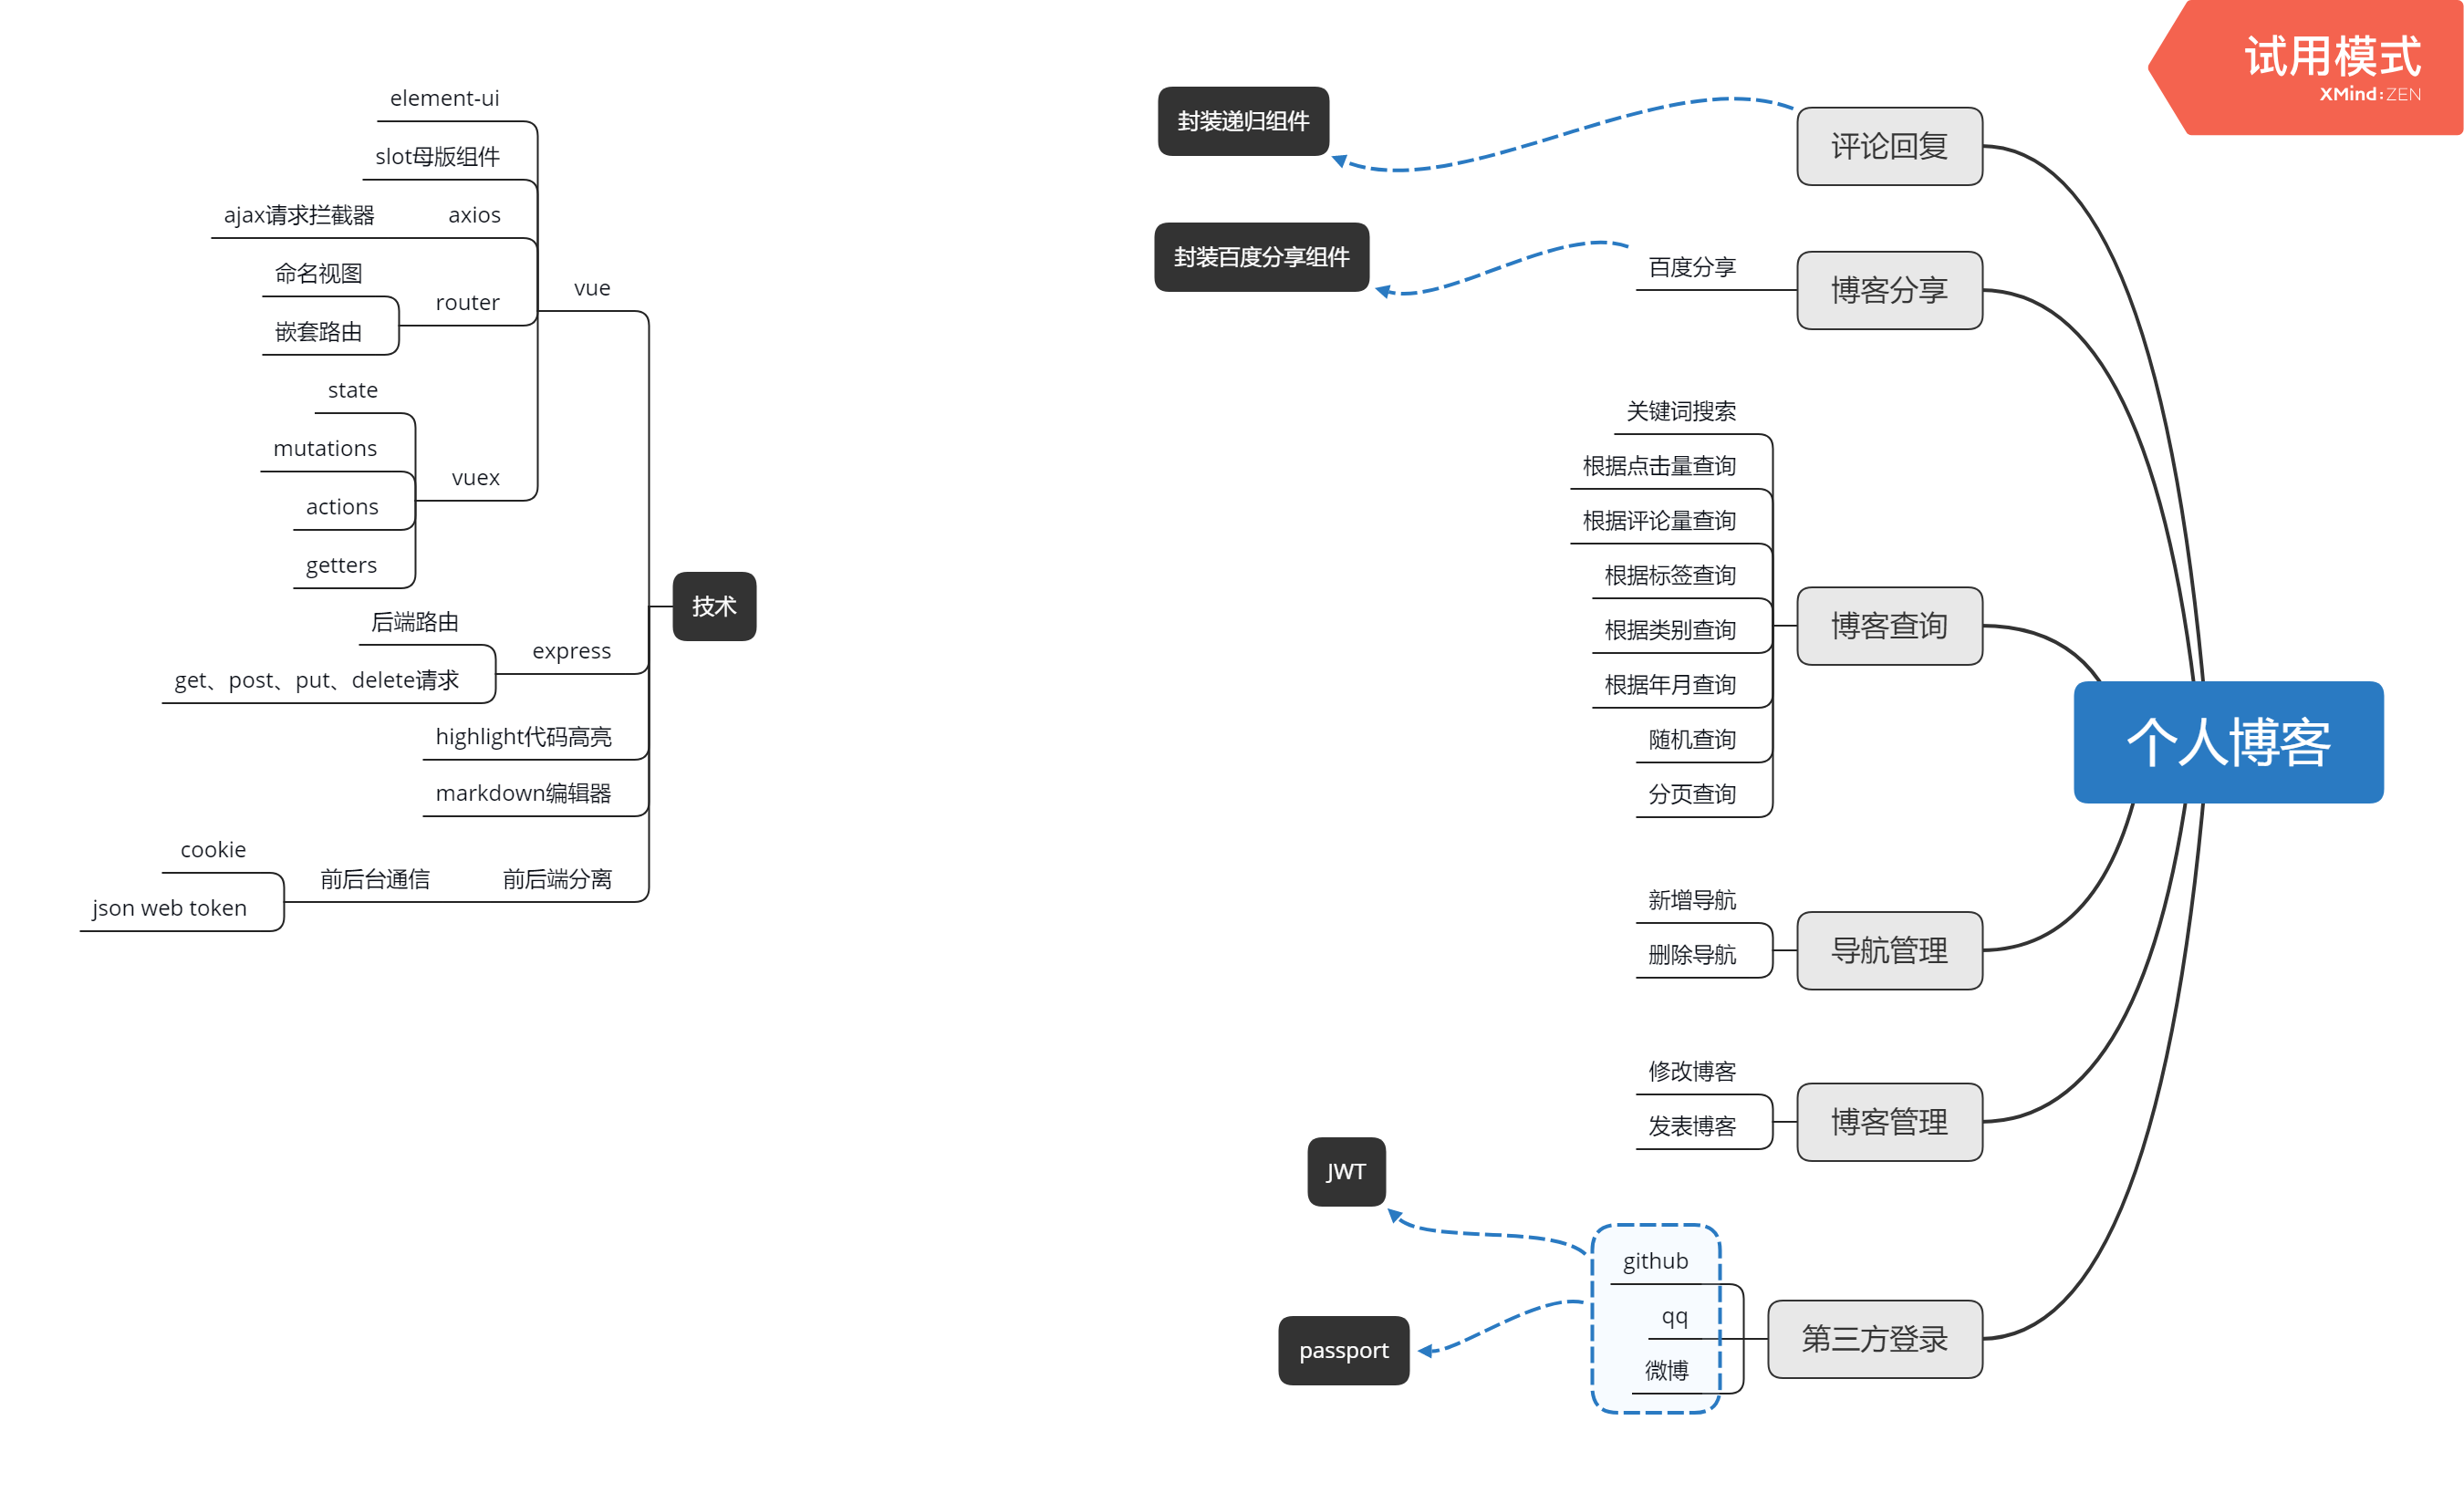 试用模式
XMind:ZEN
element-ui
slot母版组件
ajax请求拦截器
axios
命名视图
嵌套路由
router
state
mutations
actions
getters
vuex
vue
后端路由
get、post、put、delete请求
express
highlight代码高亮
markdown编辑器
cookie
json web token
前后台通信
前后端分离
技术
封装递归组件
评论回复
封装百度分享组件
百度分享
博客分享
关键词搜索
根据点击量查询
根据评论量查询
根据标签查询
根据类别查询
根据年月查询
随机查询
分页查询
博客查询
个人博客
新增导航
删除导航
导航管理
修改博客
发表博客
博客管理
JWT
passport
github
qq
微博
第三方登录